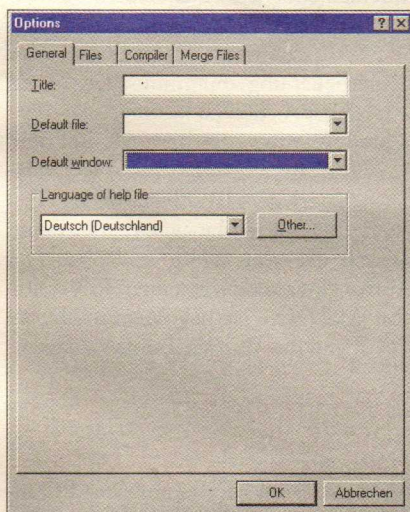 Options
General Files Compiler Merge Files
Title:
Default file:
Default window:
Language of help file
Deutsch (Deutschland)
Other...
OK Abbrechen